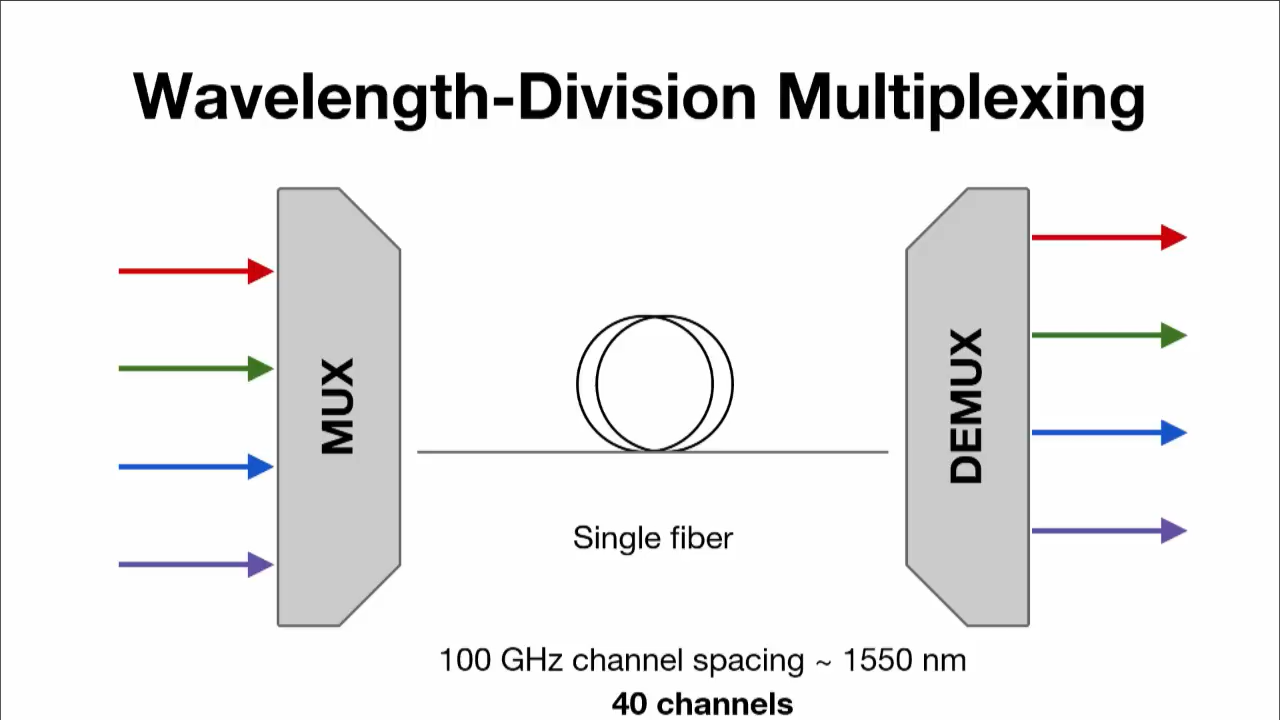 Wavelength-Division Multiplexing
MUX
DEMUX
Single fiber
100 GHz channel spacing ~ 1550 nm
40 channels